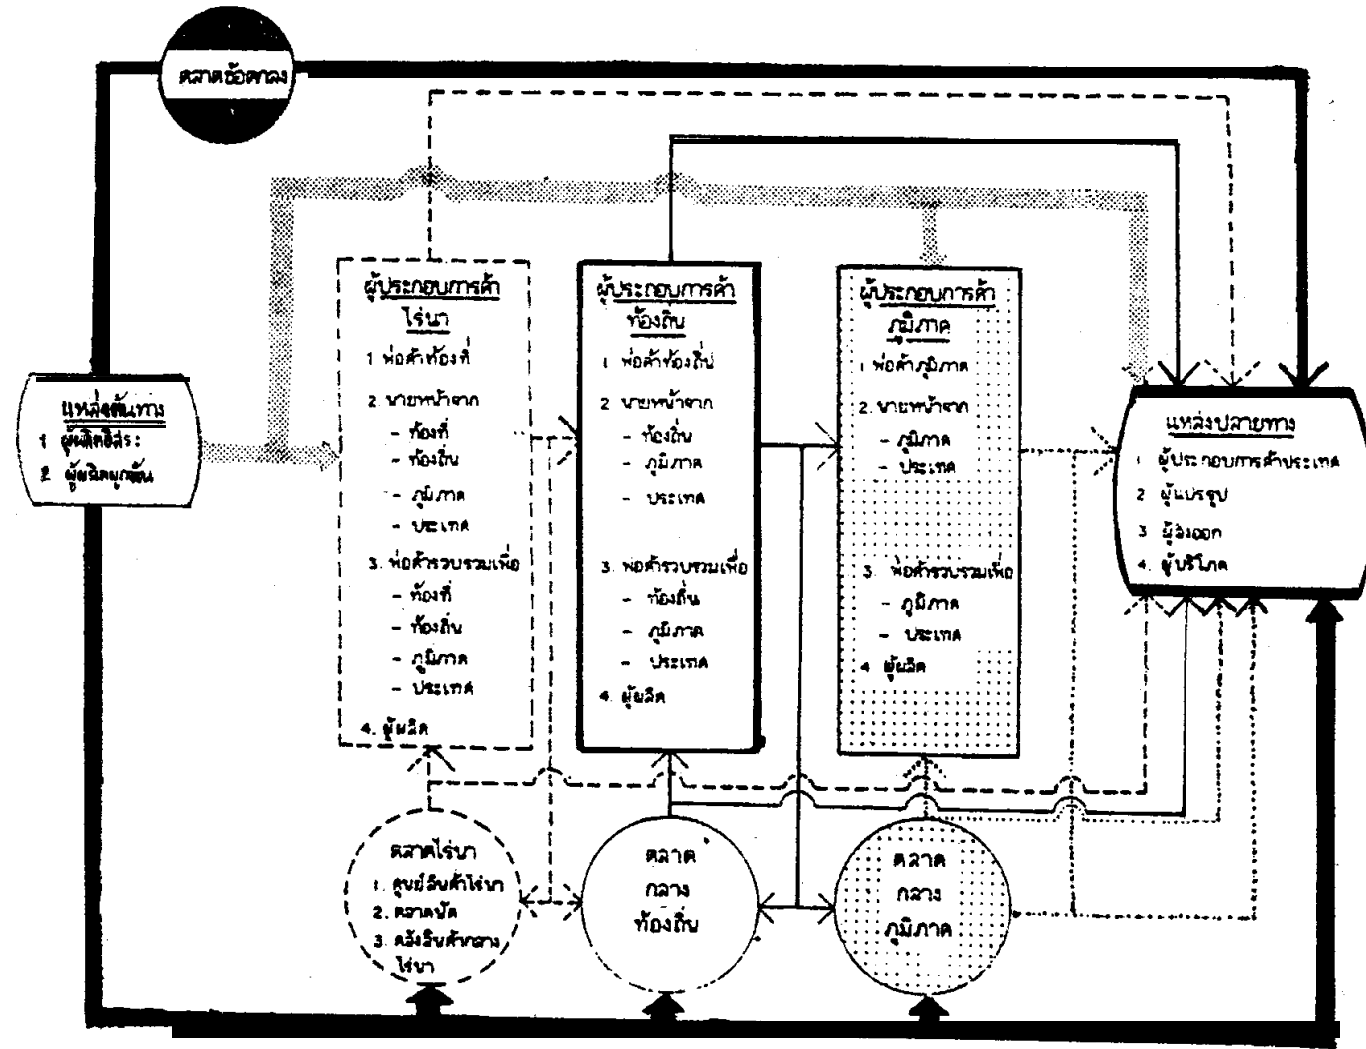 ตลาดข้อตกลง
แหล่งต้นทาง
1 ผู้ผลิตอิสระ
2 ผู้ผลิตผูกพัน
ผู้ประกอบการค้า
ไร่นา
1 พ่อค้าท้องที่
2. นายหน้าจาก
- ท้องที่
- ท้องถิ่น
- ภูมิภาค
- ประเทศ
3. พ่อค้ารวบรวมเพื่อ
- ท้องที่
- ท้องถิ่น
- ภูมิภาค
- ประเทศ
4. ผู้ผลิต
ผู้ประกอบการค้า
ท้องถิ่น
1 พ่อค้าท้องถิ่น
2 นายหน้าจาก
- ท้องถิ่น
- ภูมิภาค
- ประเทศ
3. พ่อค้ารวบรวมเพื่อ
- ท้องถิ่น
- ภูมิภาค
- ประเทศ
4. ผู้ผลิต
ผู้ประกอบการค้า
ภูมิภาค
1 พ่อค้าภูมิภาค
2. นายหน้าจาก
- ภูมิภาค
- ประเทศ
3. พ่อค้ารวบรวมเพื่อ
- ภูมิภาค
- ประเทศ
4 ผู้ผลิต
แหล่งปลายทาง
1 ผู้ประกอบการค้าประเทศ
2 ผู้แปรรูป
3 ผู้ส่งออก
4. ผู้บริโภค
ตลาดไร่นา
1. ศูนย์สินค้าไร่นา
2. ตลาดนัด
3. คลังสินค้ากลาง
ไร่นา
ตลาด
กลาง
ท้องถิ่น
ตลาด
กลาง
ภูมิภาค